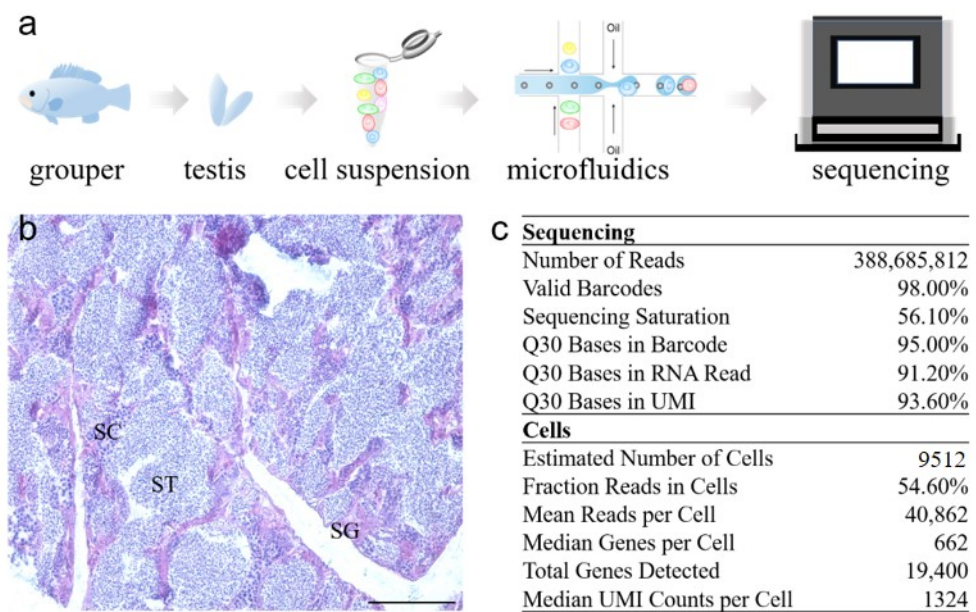 a
Oil
Oil
grouper testis cell suspension microfluidics sequencing
b
SC
ST
SG
c
Sequencing
Number of Reads 388,685,812
Valid Barcodes 98.00%
Sequencing Saturation 56.10%
Q30 Bases in Barcode 95.00%
Q30 Bases in RNA Read 91.20%
Q30 Bases in UMI 93.60%
Cells
Estimated Number of Cells 9512
Fraction Reads in Cells 54.60%
Mean Reads per Cell 40,862
Median Genes per Cell 662
Total Genes Detected 19,400
Median UMI Counts per Cell 1324